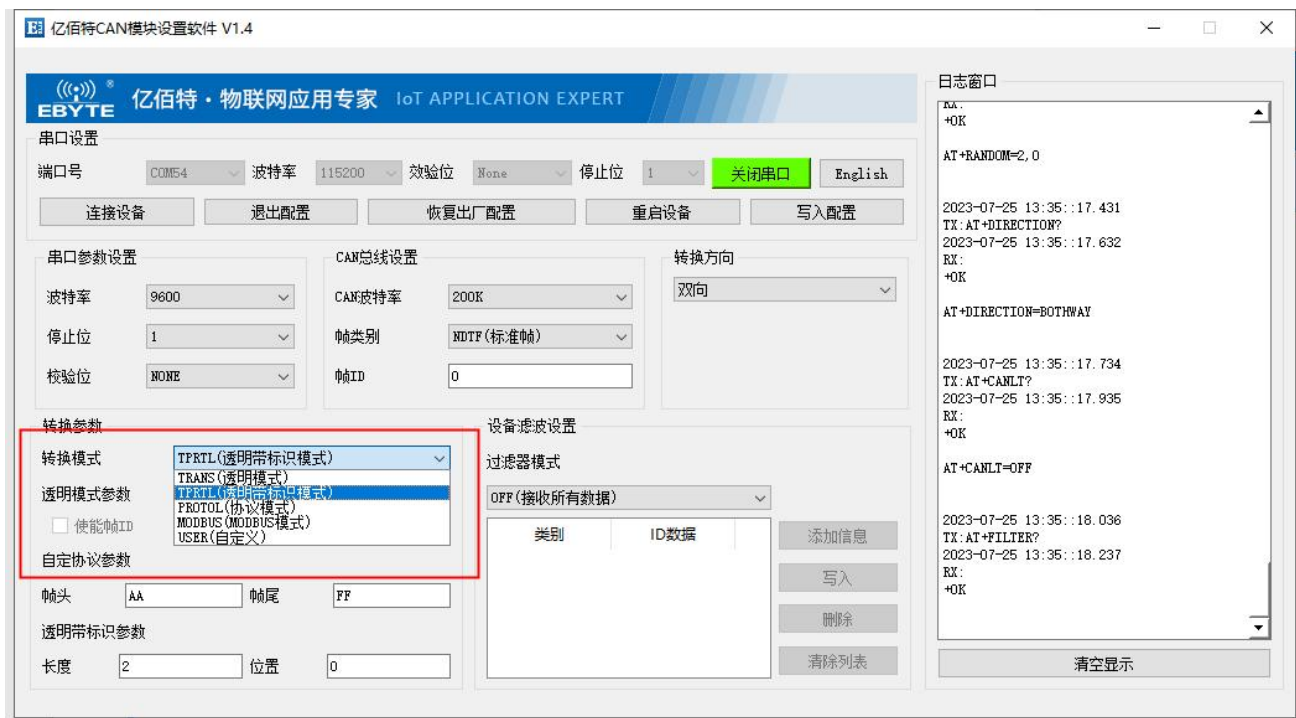 亿佰特CAN模块设置软件 V1.4
EBYTE 亿佰特·物联网应用专家 IoT APPLICATION EXPERT
串口设置
端口号 COM54 波特率 115200 效验位 None 停止位 1 关闭串口 English
连接设备 退出配置 恢复出厂配置 重启设备 写入配置
串口参数设置
波特率 9600
停止位 1
校验位 NONE
CAN总线设置
CAN波特率 200K
帧类别 NDTF(标准帧)
帧ID 0
转换方向
双向
转换参数
转换模式 TPRTL(透明带标识模式)
TRANS(透明模式)
TPRTL(透明带标识模式)
PROTOL(协议模式)
MODBUS(MODBUS模式)
USER(自定义)
透明模式参数
使能帧ID
自定协议参数
帧头 AA 帧尾 FF
透明带标识参数
长度 2 位置 0
设备滤波设置
过滤器模式
OFF(接收所有数据)
类别 ID数据
添加信息
写入
删除
清除列表
日志窗口
RX:
+OK
AT+RANDOM=2,0
2023-07-25 13:35::17.431
TX:AT+DIRECTION?
2023-07-25 13:35::17.632
RX:
+OK
AT+DIRECTION=BOTHWAY
2023-07-25 13:35::17.734
TX:AT+CANLT?
2023-07-25 13:35::17.935
RX:
+OK
AT+CANLT=OFF
2023-07-25 13:35::18.036
TX:AT+FILTER?
2023-07-25 13:35::18.237
RX:
+OK
清空显示